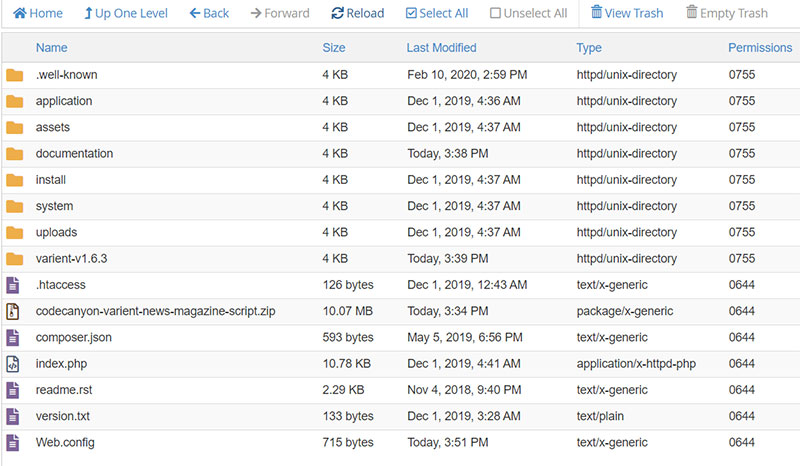 Home Up One Level Back Forward Reload Select All Unselect All View Trash Empty Trash
Name Size Last Modified Type Permissions
.well-known 4 KB Feb 10, 2020, 2:59 PM httpd/unix-directory 0755
application 4 KB Dec 1, 2019, 4:36 AM httpd/unix-directory 0755
assets 4 KB Dec 1, 2019, 4:37 AM httpd/unix-directory 0755
documentation 4 KB Today, 3:38 PM httpd/unix-directory 0755
install 4 KB Dec 1, 2019, 4:37 AM httpd/unix-directory 0755
system 4 KB Dec 1, 2019, 4:37 AM httpd/unix-directory 0755
uploads 4 KB Dec 1, 2019, 4:37 AM httpd/unix-directory 0755
varient-v1.6.3 4 KB Today, 3:39 PM httpd/unix-directory 0755
.htaccess 126 bytes Dec 1, 2019, 12:43 AM text/x-generic 0644
codecanyon-varient-news-magazine-script.zip 10.07 MB Today, 3:34 PM package/x-generic 0644
composer.json 593 bytes May 5, 2019, 6:56 PM text/x-generic 0644
index.php 10.78 KB Dec 1, 2019, 4:41 AM application/x-httpd-php 0644
readme.rst 2.29 KB Nov 4, 2018, 9:40 PM text/x-generic 0644
version.txt 133 bytes Dec 1, 2019, 3:28 AM text/plain 0644
Web.config 715 bytes Today, 3:51 PM text/x-generic 0644